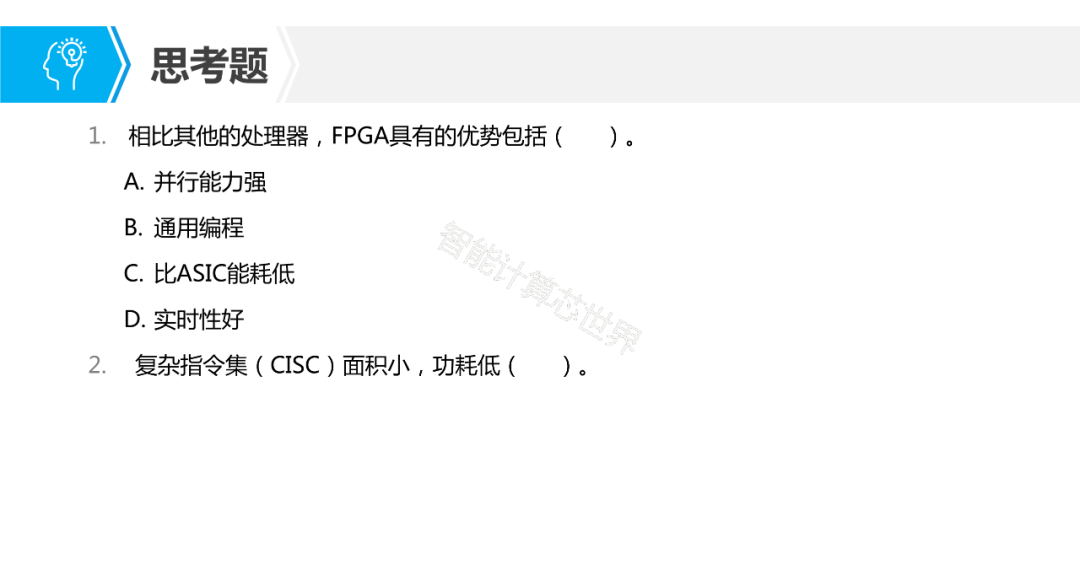 思考题
1. 相比其他的处理器，FPGA具有的优势包括（　　）。
A. 并行能力强
B. 通用编程
C. 比ASIC能耗低
D. 实时性好
2. 复杂指令集（CISC）面积小，功耗低（　　）。
智能计算芯世界